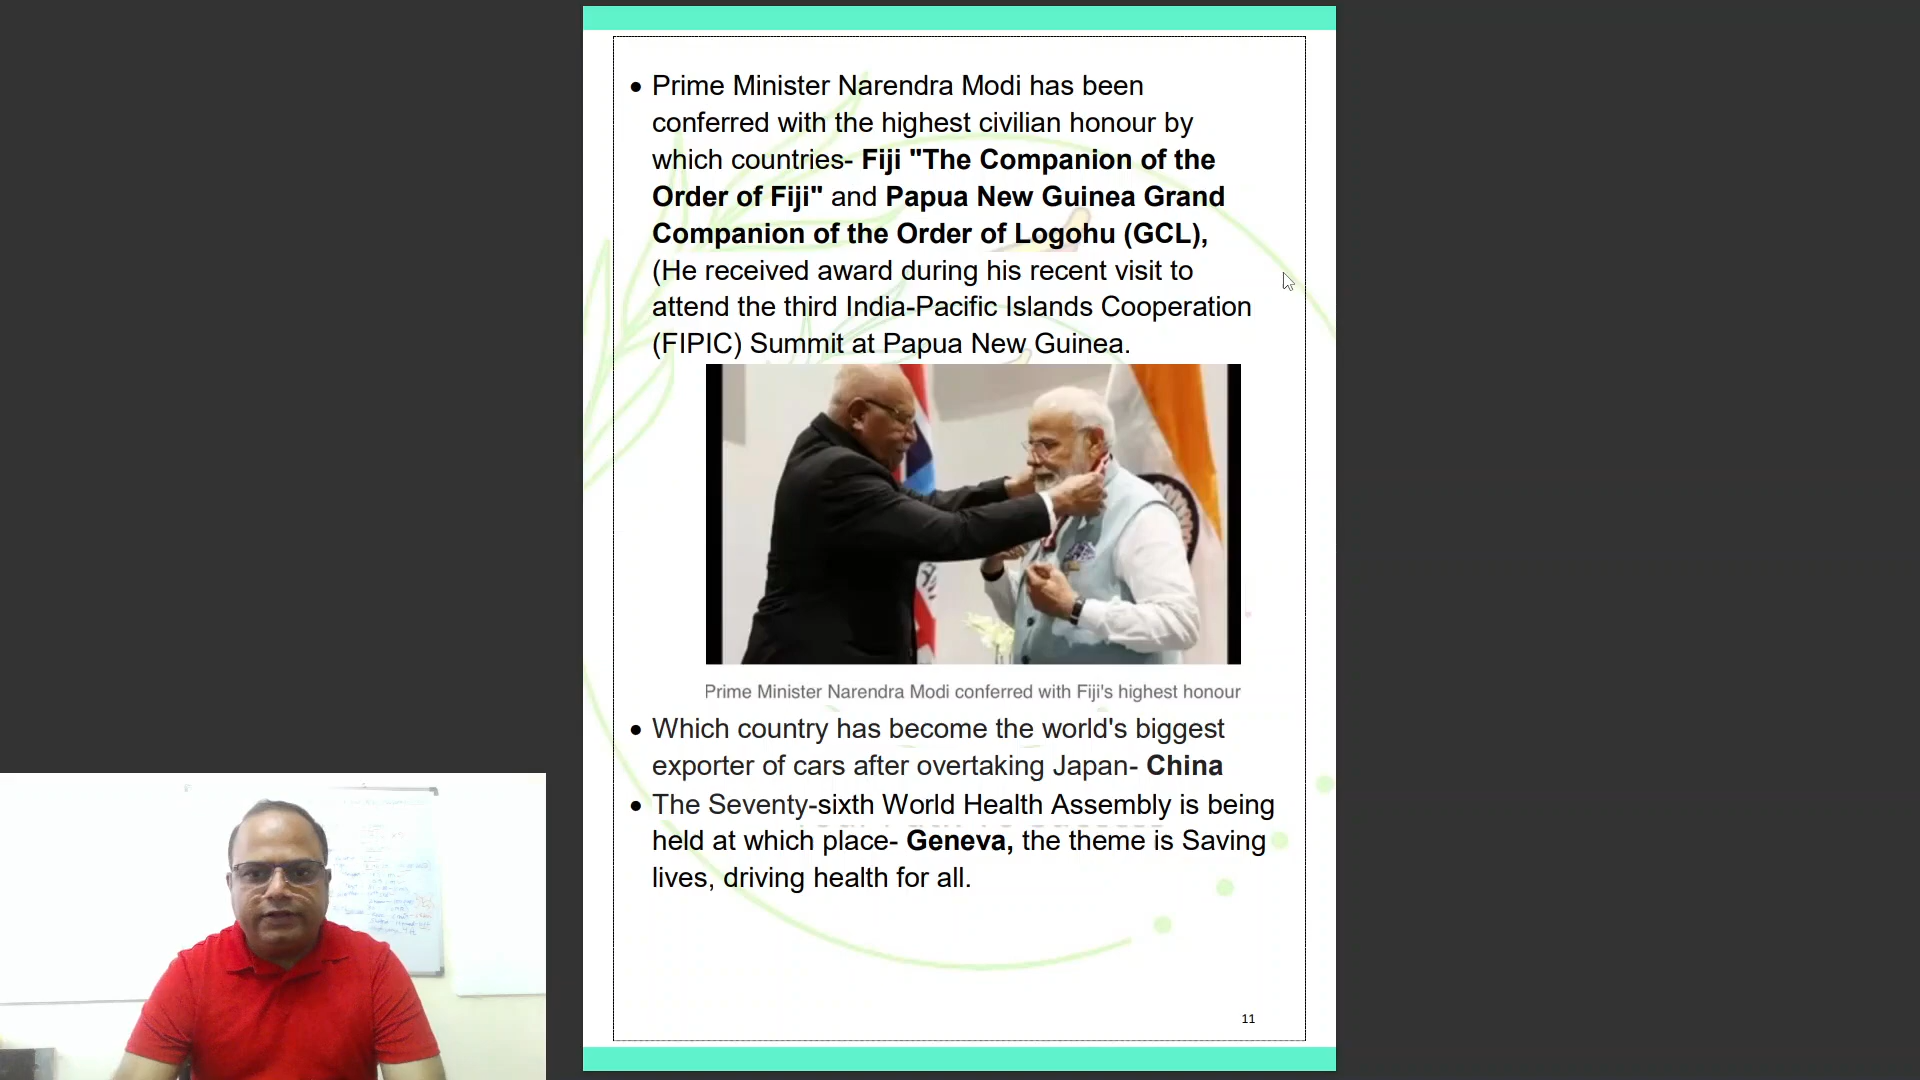 • Prime Minister Narendra Modi has been
conferred with the highest civilian honour by
which countries- Fiji "The Companion of the
Order of Fiji" and Papua New Guinea Grand
Companion of the Order of Logohu (GCL),
(He received award during his recent visit to
attend the third India-Pacific Islands Cooperation
(FIPIC) Summit at Papua New Guinea.
Prime Minister Narendra Modi conferred with Fiji's highest honour
• Which country has become the world's biggest
exporter of cars after overtaking Japan- China
• The Seventy-sixth World Health Assembly is being
held at which place- Geneva, the theme is Saving
lives, driving health for all.
11